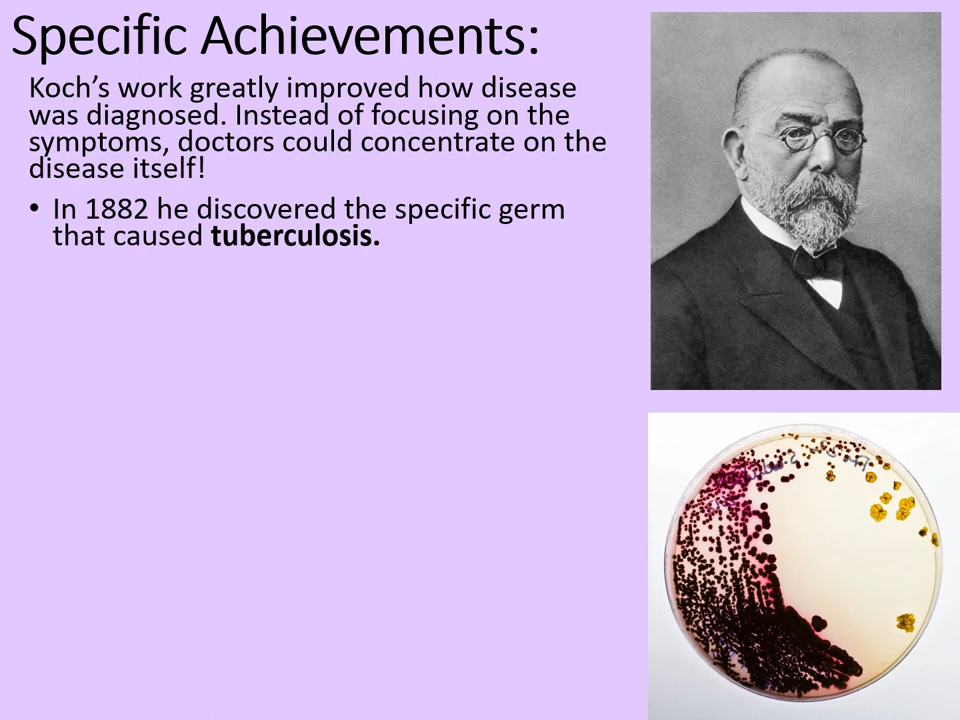 Specific Achievements:
Koch’s work greatly improved how disease
was diagnosed. Instead of focusing on the
symptoms, doctors could concentrate on the
disease itself!
• In 1882 he discovered the specific germ
that caused tuberculosis.